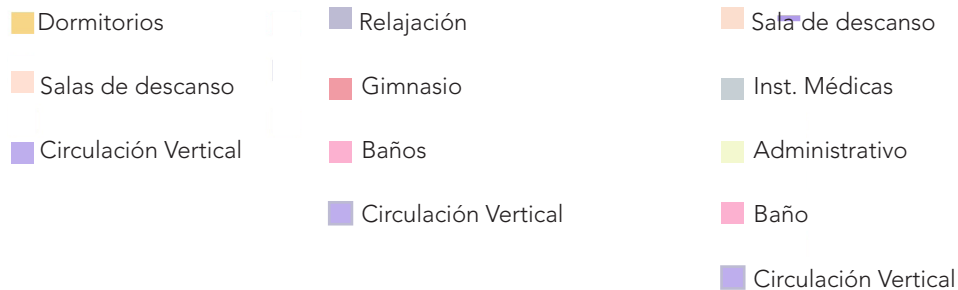 Dormitorios
Salas de descanso
Circulación Vertical
Relajación
Gimnasio
Baños
Circulación Vertical
Sala de descanso
Inst. Médicas
Administrativo
Baño
Circulación Vertical